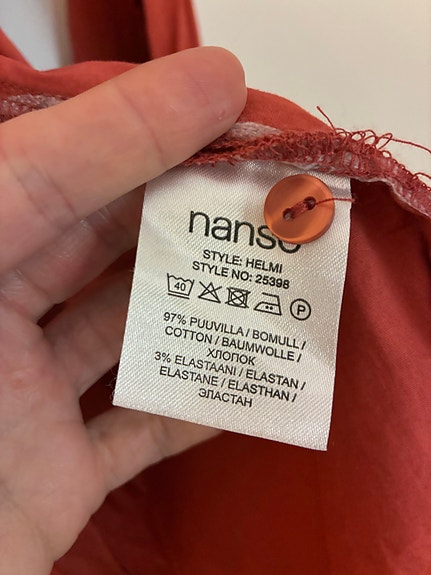 nanso
STYLE: HELMI
STYLE NO: 25398
40 P
97% PUUVILLA / BOMULL /
COTTON / BAUMWOLLE /
ХЛОПОК
3% ELASTAANI / ELASTAN /
ELASTANE / ELASTHAN /
ЭЛАСТАН